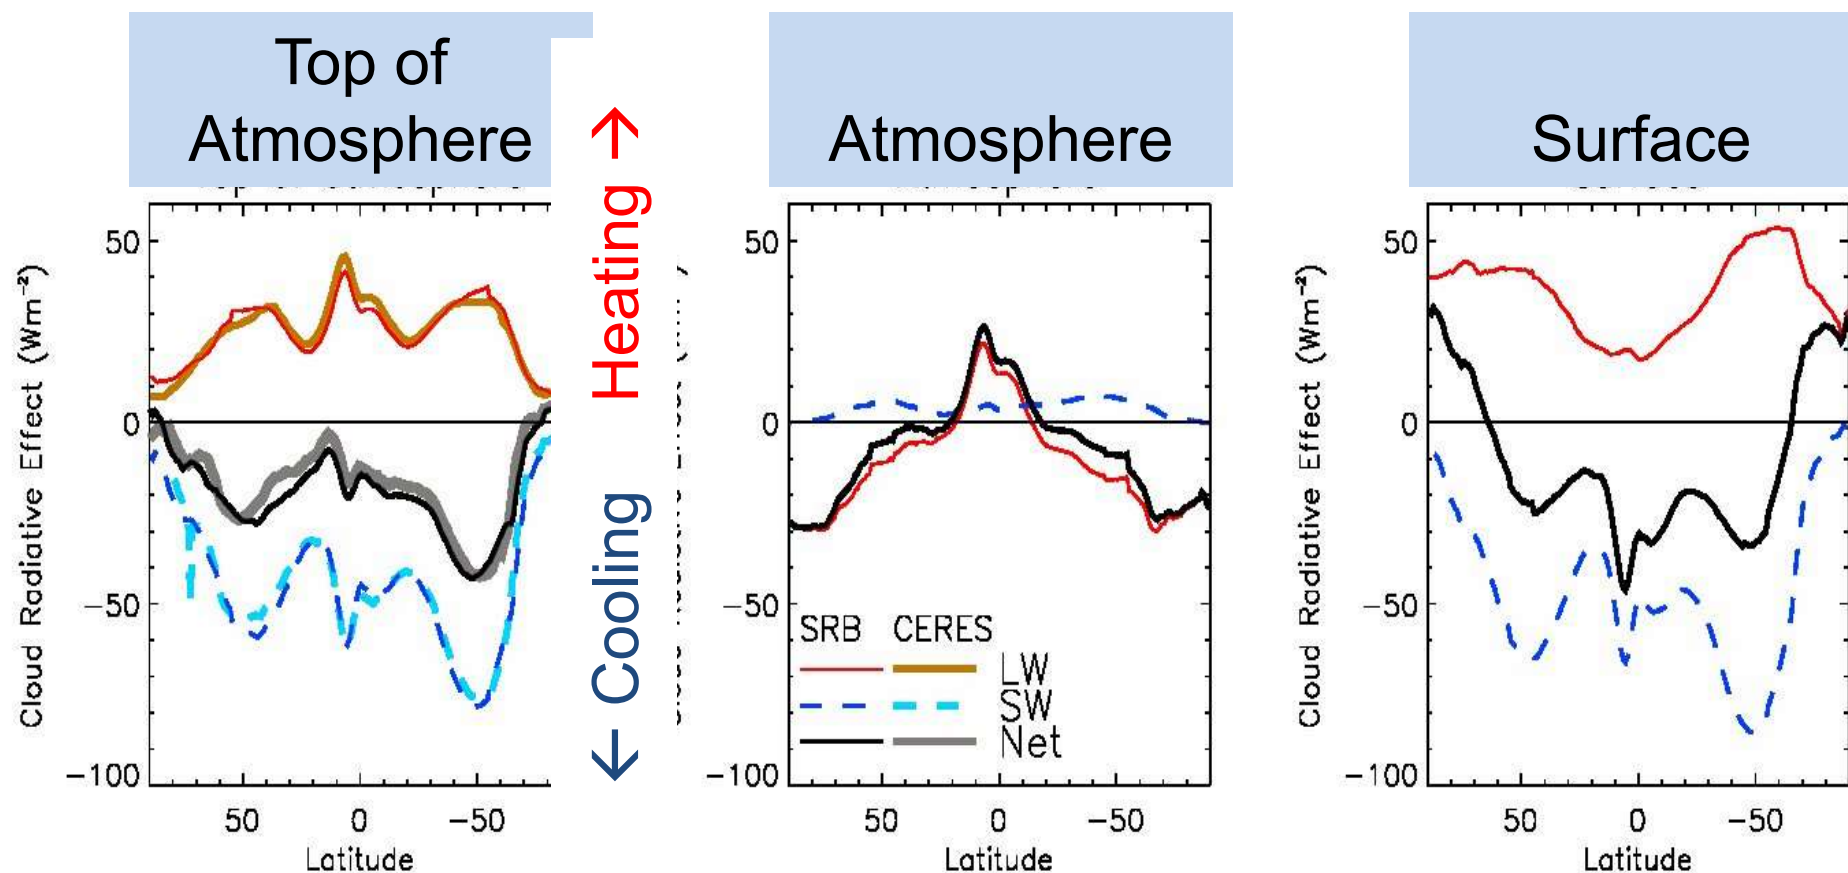 Top of
Atmosphere
Cloud Radiative Effect (Wm⁻²)
50
0
−50
−100
50 0 −50
Latitude
← Cooling Heating →
Atmosphere
50
0
−50
−100
SRB CERES
LW
SW
Net
50 0 −50
Latitude
Surface
Cloud Radiative Effect (Wm⁻²)
50
0
−50
−100
50 0 −50
Latitude